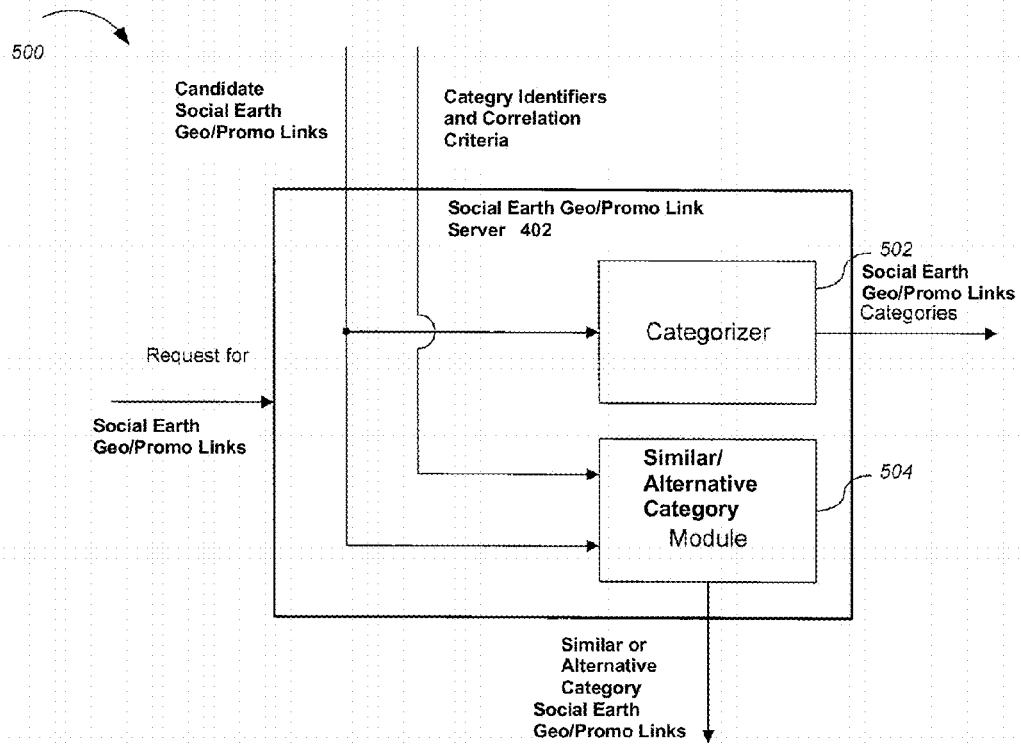 500
Candidate
Social Earth
Geo/Promo Links
Categry Identifiers
and Correlation
Criteria
Social Earth Geo/Promo Link
Server 402
502
Social Earth
Geo/Promo Links
Categories
Categorizer
Request for
Social Earth
Geo/Promo Links
Similar/
Alternative
Category
Module
504
Similar or
Alternative
Category
Social Earth
Geo/Promo Links